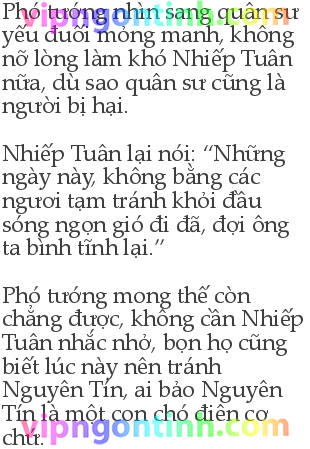 Phó tướng nhìn sang quân sư
vipngontinh.com
yếu đuối mỏng manh, không
nỡ lòng làm khó Nhiếp Tuân
nữa, dù sao quân sư cũng là
người bị hại.
Nhiếp Tuân lại nói: “Những
ngày này, không bằng các
ngươi tạm tránh khỏi đầu
sóng ngọn gió đi đã, đợi ông
ta bình tĩnh lại.”
Phó tướng mong thế còn
chẳng được, không cần Nhiếp
Tuân nhắc nhở, bọn họ cũng
biết lúc này nên tránh
Nguyên Tín, ai bảo Nguyên
Tín là một con chó điên cơ
vipngontinh.com
chứ.